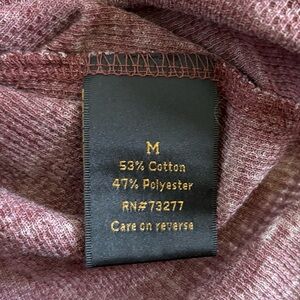 M
53% Cotton
47% Polyester
RN#73277
Care on reverse